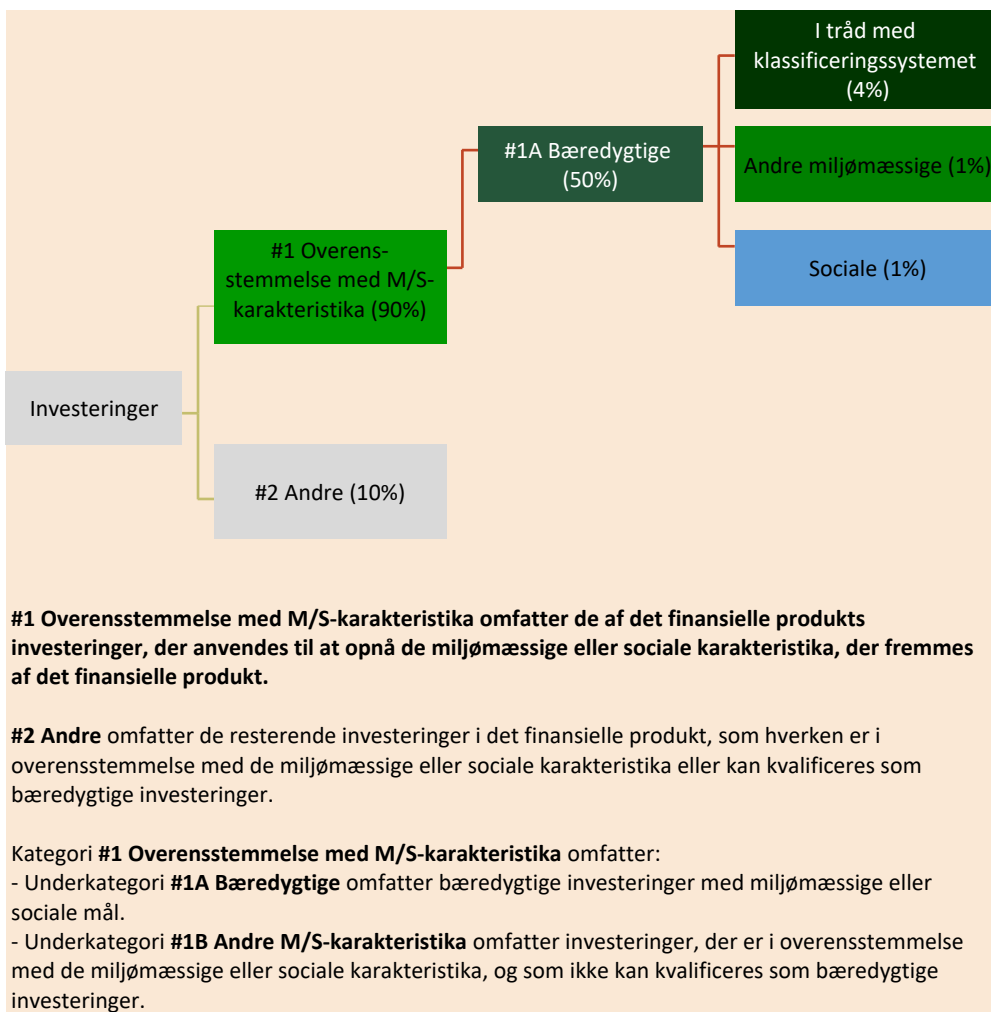 I tråd med
klassificeringssystemet
(4%)
#1A Bæredygtige
(50%)
Andre miljømæssige (1%)
Sociale (1%)
#1 Overens-
stemmelse med M/S-
karakteristika (90%)
Investeringer
#2 Andre (10%)
#1 Overensstemmelse med M/S-karakteristika omfatter de af det finansielle produkts
investeringer, der anvendes til at opnå de miljømæssige eller sociale karakteristika, der fremmes
af det finansielle produkt.
#2 Andre omfatter de resterende investeringer i det finansielle produkt, som hverken er i
overensstemmelse med de miljømæssige eller sociale karakteristika eller kan kvalificeres som
bæredygtige investeringer.
Kategori #1 Overensstemmelse med M/S-karakteristika omfatter:
- Underkategori #1A Bæredygtige omfatter bæredygtige investeringer med miljømæssige eller
sociale mål.
- Underkategori #1B Andre M/S-karakteristika omfatter investeringer, der er i overensstemmelse
med de miljømæssige eller sociale karakteristika, og som ikke kan kvalificeres som bæredygtige
investeringer.